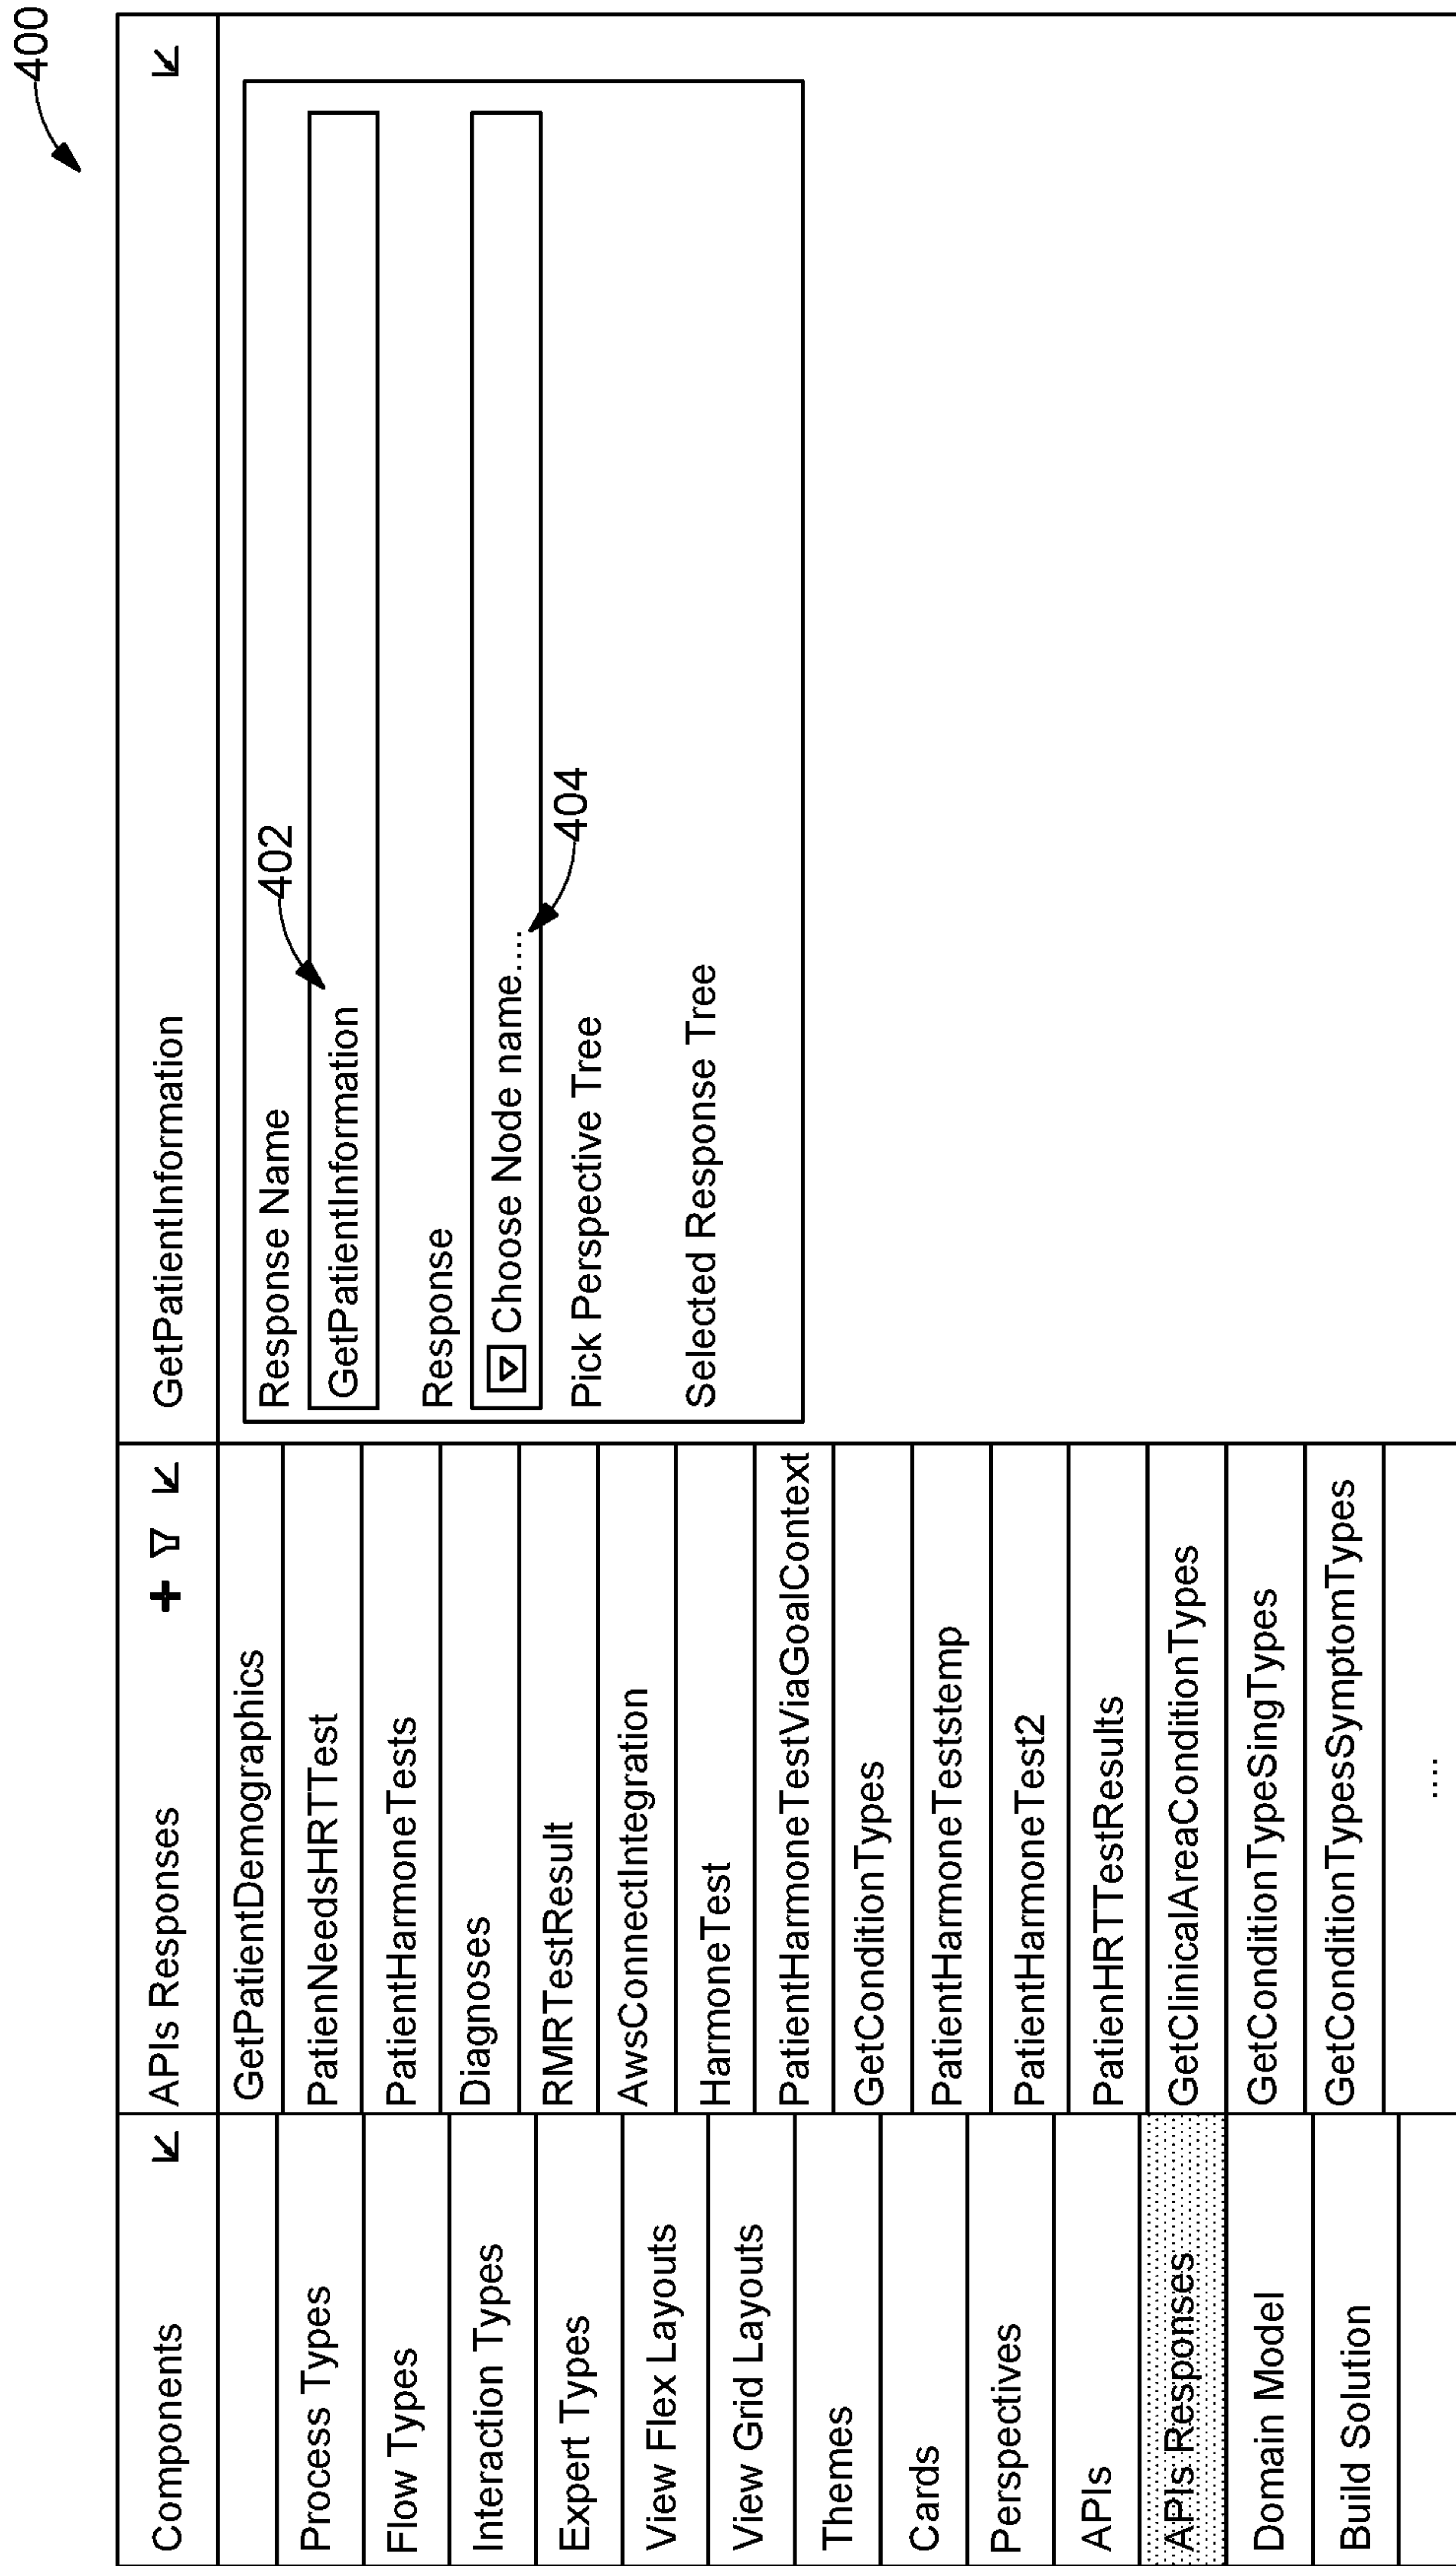 400
Components
Process Types
Flow Types
Interaction Types
Expert Types
View Flex Layouts
View Grid Layouts
Themes
Cards
Perspectives
APIs
APIs Responses
Domain Model
Build Solution
APIs Responses
GetPatientDemographics
PatienNeedsHRTTest
PatientHarmoneTests
Diagnoses
RMRTestResult
AwsConnectIntegration
HarmoneTest
PatientHarmoneTestViaGoalContext
GetConditionTypes
PatientHarmoneTeststemp
PatientHarmoneTest2
PatientHRTTestResults
GetClinicalAreaConditionTypes
GetConditionTypeSingTypes
GetConditionTypesSymptomTypes
....
GetPatientInformation
Response Name
402
GetPatientInformation
Response
Choose Node name....
404
Pick Perspective Tree
Selected Response Tree